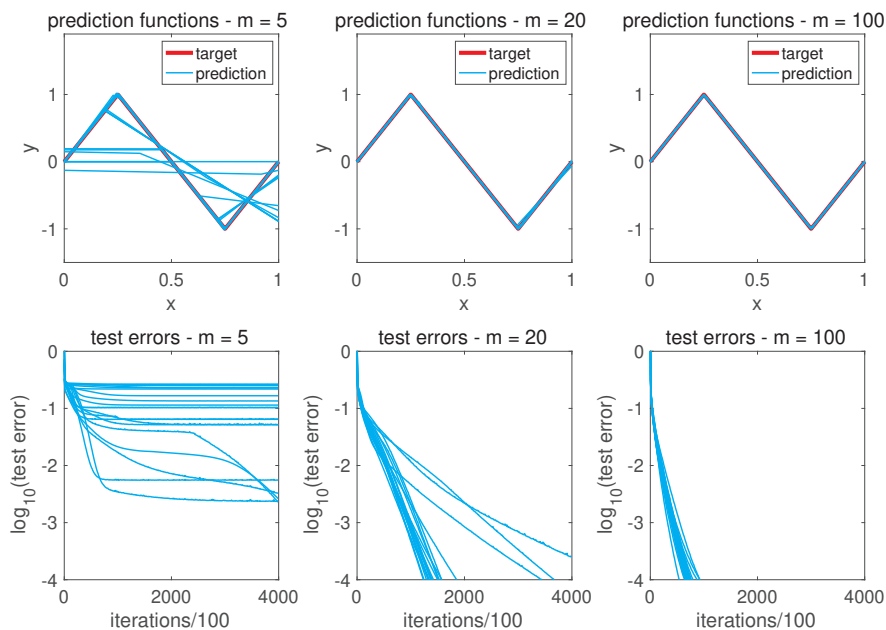 prediction functions - m = 5
target
prediction
y
1
0
-1
0
0.5
1
x
prediction functions - m = 20
target
prediction
y
1
0
-1
0
0.5
1
x
prediction functions - m = 100
target
prediction
y
1
0
-1
0
0.5
1
x
test errors - m = 5
log10(test error)
0
-1
-2
-3
-4
0
2000
4000
iterations/100
test errors - m = 20
log10(test error)
0
-1
-2
-3
-4
0
2000
4000
iterations/100
test errors - m = 100
log10(test error)
0
-1
-2
-3
-4
0
2000
4000
iterations/100